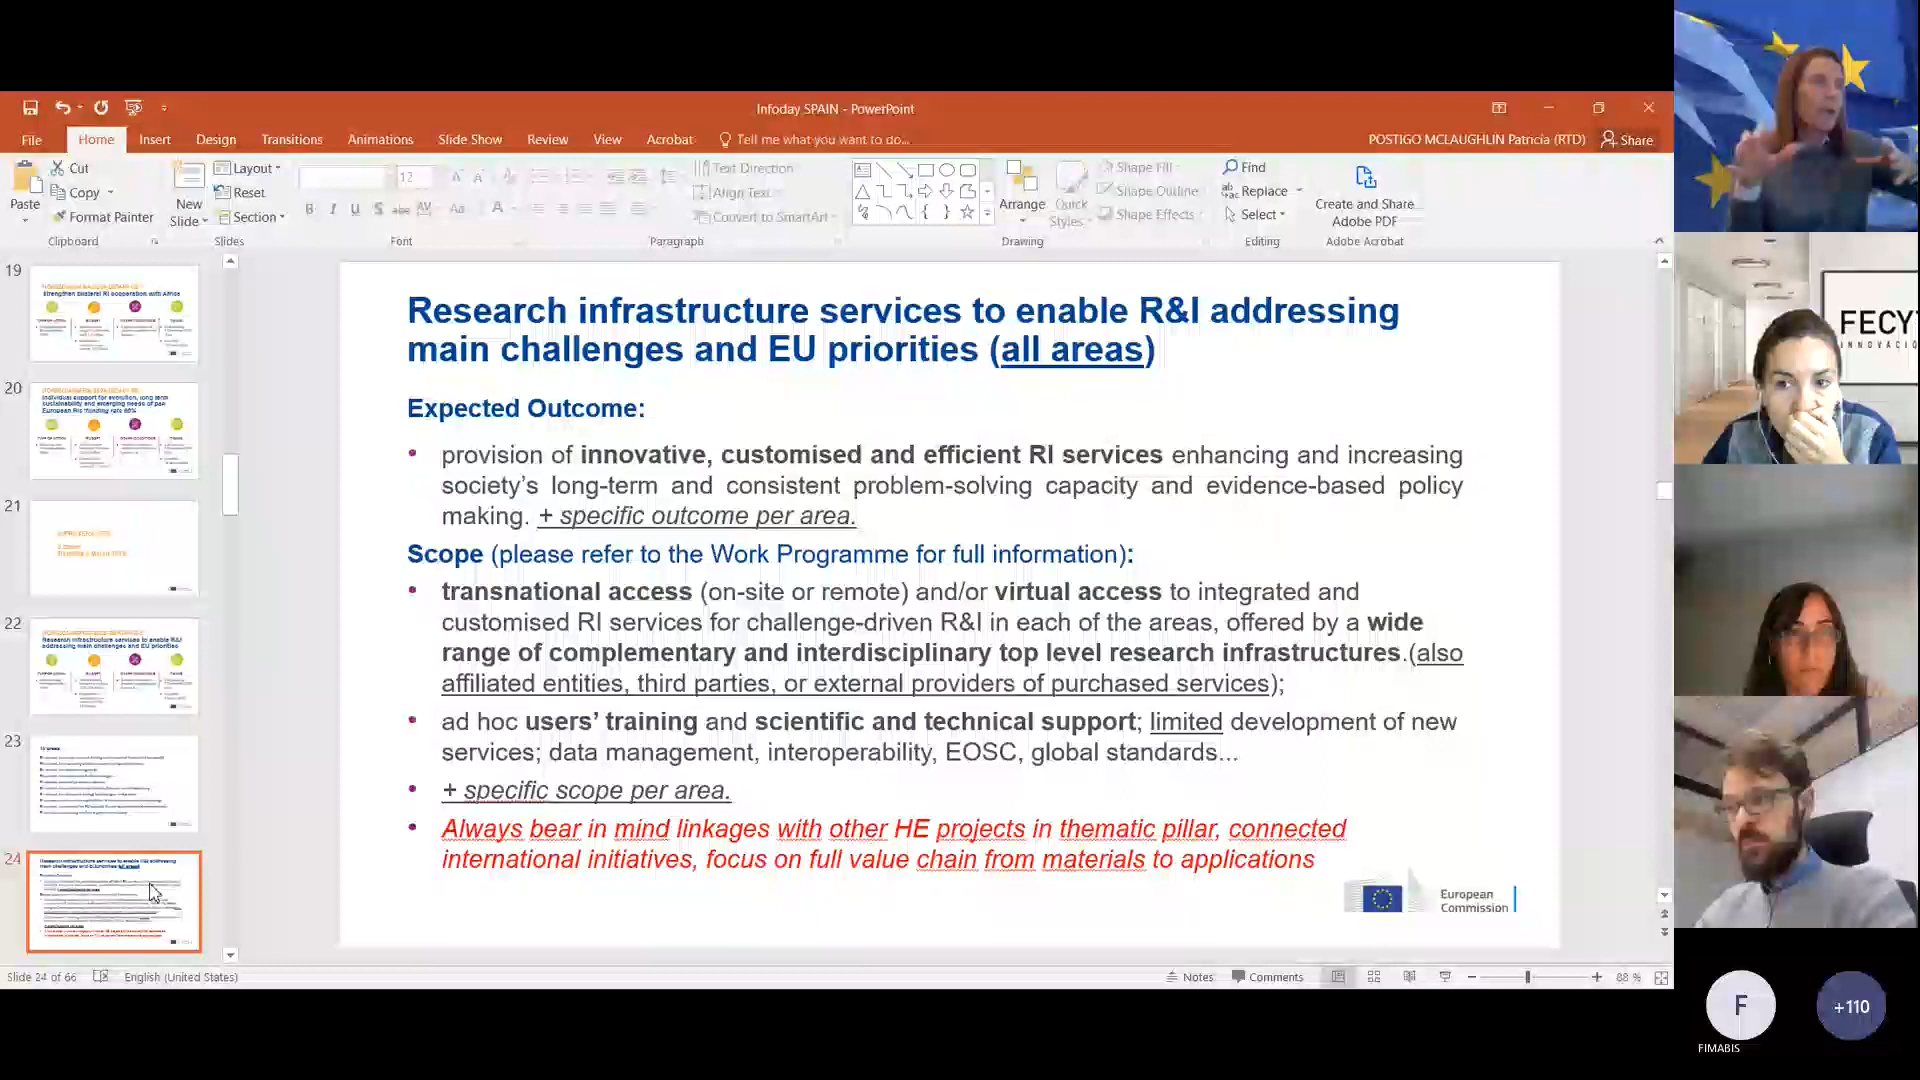 Infoday SPAIN - PowerPoint
File Home Insert Design Transitions Animations Slide Show Review View Acrobat Tell me what you want to do... POSTIGO MCLAUGHLIN Patricia (RTD) Share
Paste
Cut
Copy
Format Painter
Clipboard
New
Slide
Layout
Reset
Section
Slides
12
Font
Text Direction
Align Text
Convert to SmartArt
Paragraph
Arrange
Quick
Styles
Shape Fill
Shape Outline
Shape Effects
Drawing
Find
Replace
Select
Editing
Create and Share
Adobe PDF
Adobe Acrobat
19
20
21
22
23
24
Research infrastructure services to enable R&I addressing
main challenges and EU priorities (all areas)
Expected Outcome:
• provision of innovative, customised and efficient RI services enhancing and increasing
society's long-term and consistent problem-solving capacity and evidence-based policy
making. + specific outcome per area.
Scope (please refer to the Work Programme for full information):
• transnational access (on-site or remote) and/or virtual access to integrated and
customised RI services for challenge-driven R&I in each of the areas, offered by a wide
range of complementary and interdisciplinary top level research infrastructures.(also
affiliated entities, third parties, or external providers of purchased services);
• ad hoc users' training and scientific and technical support; limited development of new
services; data management, interoperability, EOSC, global standards...
• + specific scope per area.
• Always bear in mind linkages with other HE projects in thematic pillar, connected
international initiatives, focus on full value chain from materials to applications
European
Commission
Slide 24 of 66 English (United States) Notes Comments 88 %
FECY
INNOVACIÓ
F
FIMABIS
+110